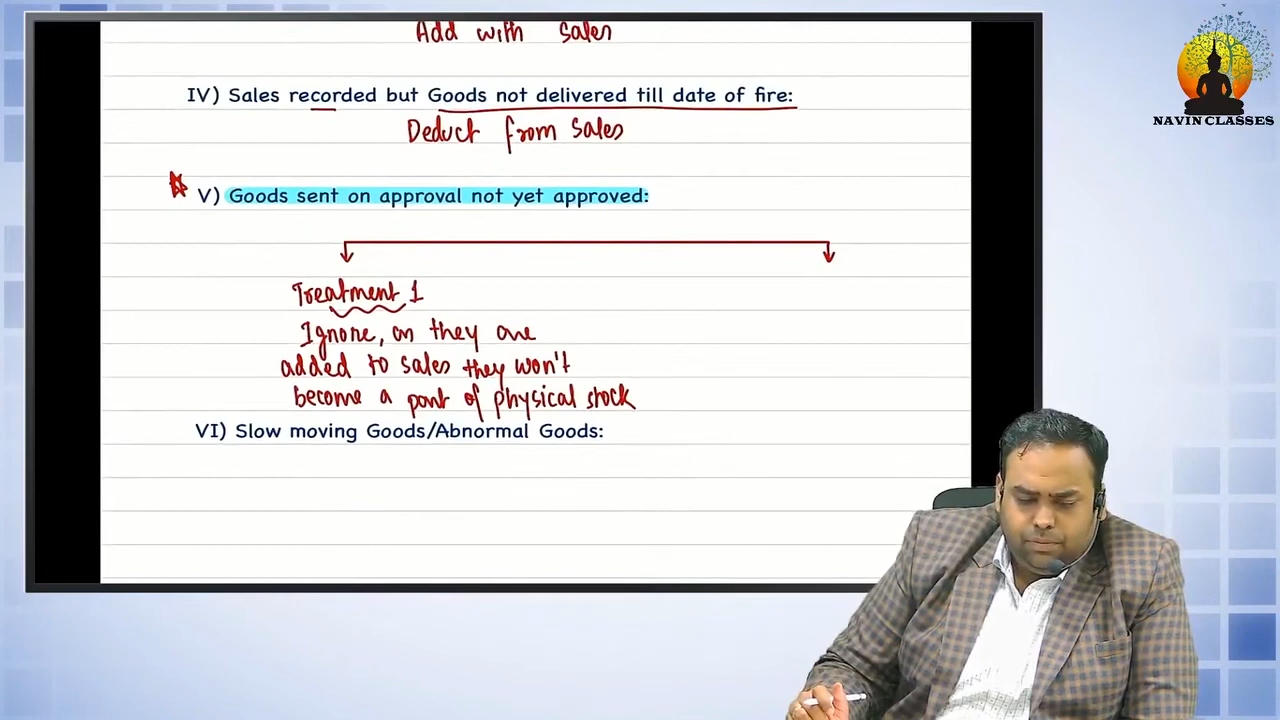 Add with Sales
IV) Sales recorded but Goods not delivered till date of fire:
Deduct from Sales
V) Goods sent on approval not yet approved:
Treatment 1
Ignore, as they are
added to sales they won't
become a part of physical stock
VI) Slow moving Goods/Abnormal Goods:
NAVIN CLASSES